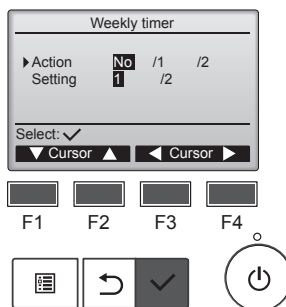 Weekly timer
Action No /1 /2
Setting 1 /2
Select:
Cursor Cursor
F1 F2 F3 F4